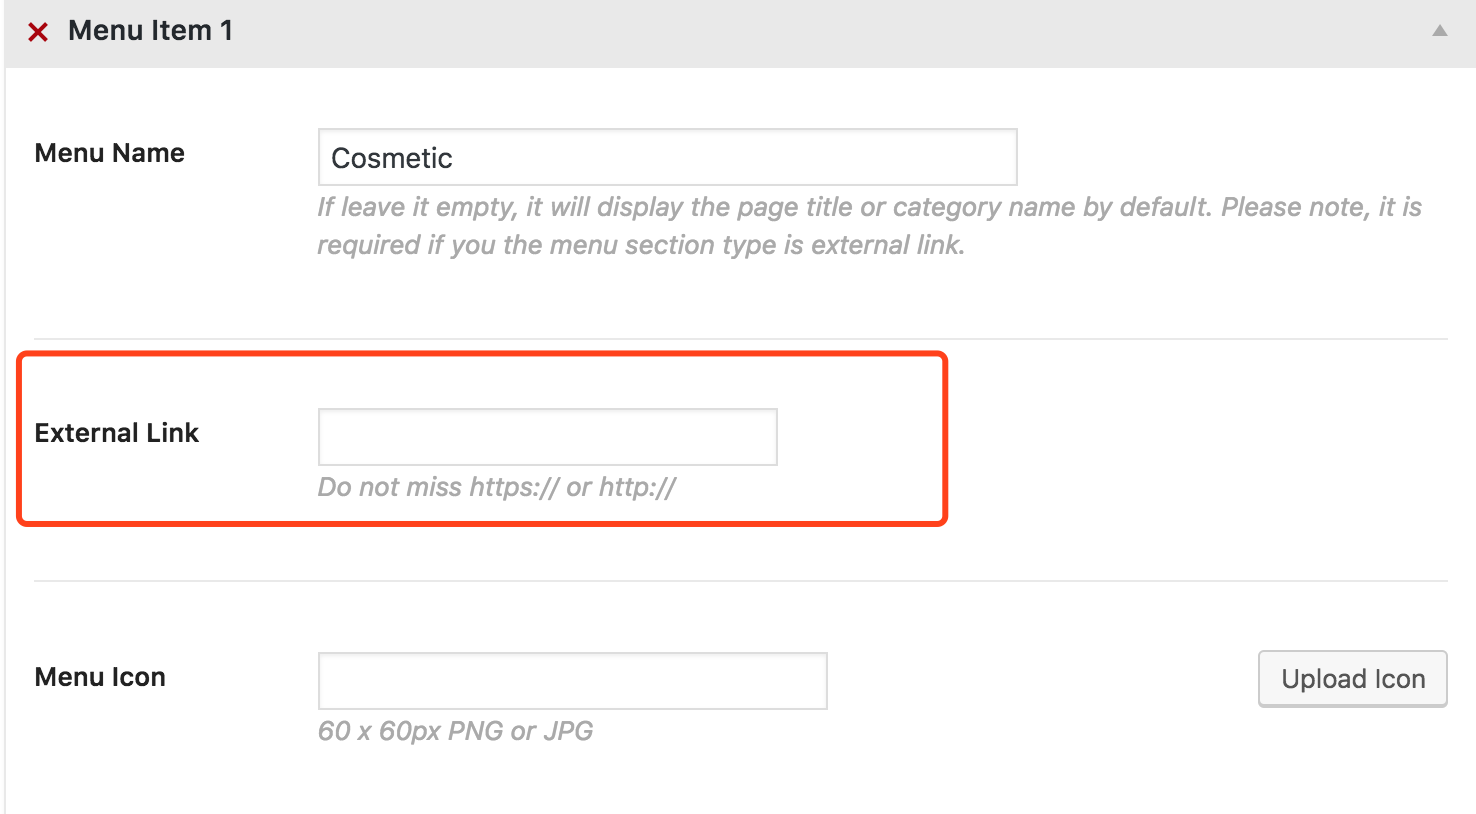 Menu Item 1
Menu Name
Cosmetic
If leave it empty, it will display the page title or category name by default. Please note, it is
required if you the menu section type is external link.
External Link
Do not miss https:// or http://
Menu Icon
Upload Icon
60 x 60px PNG or JPG